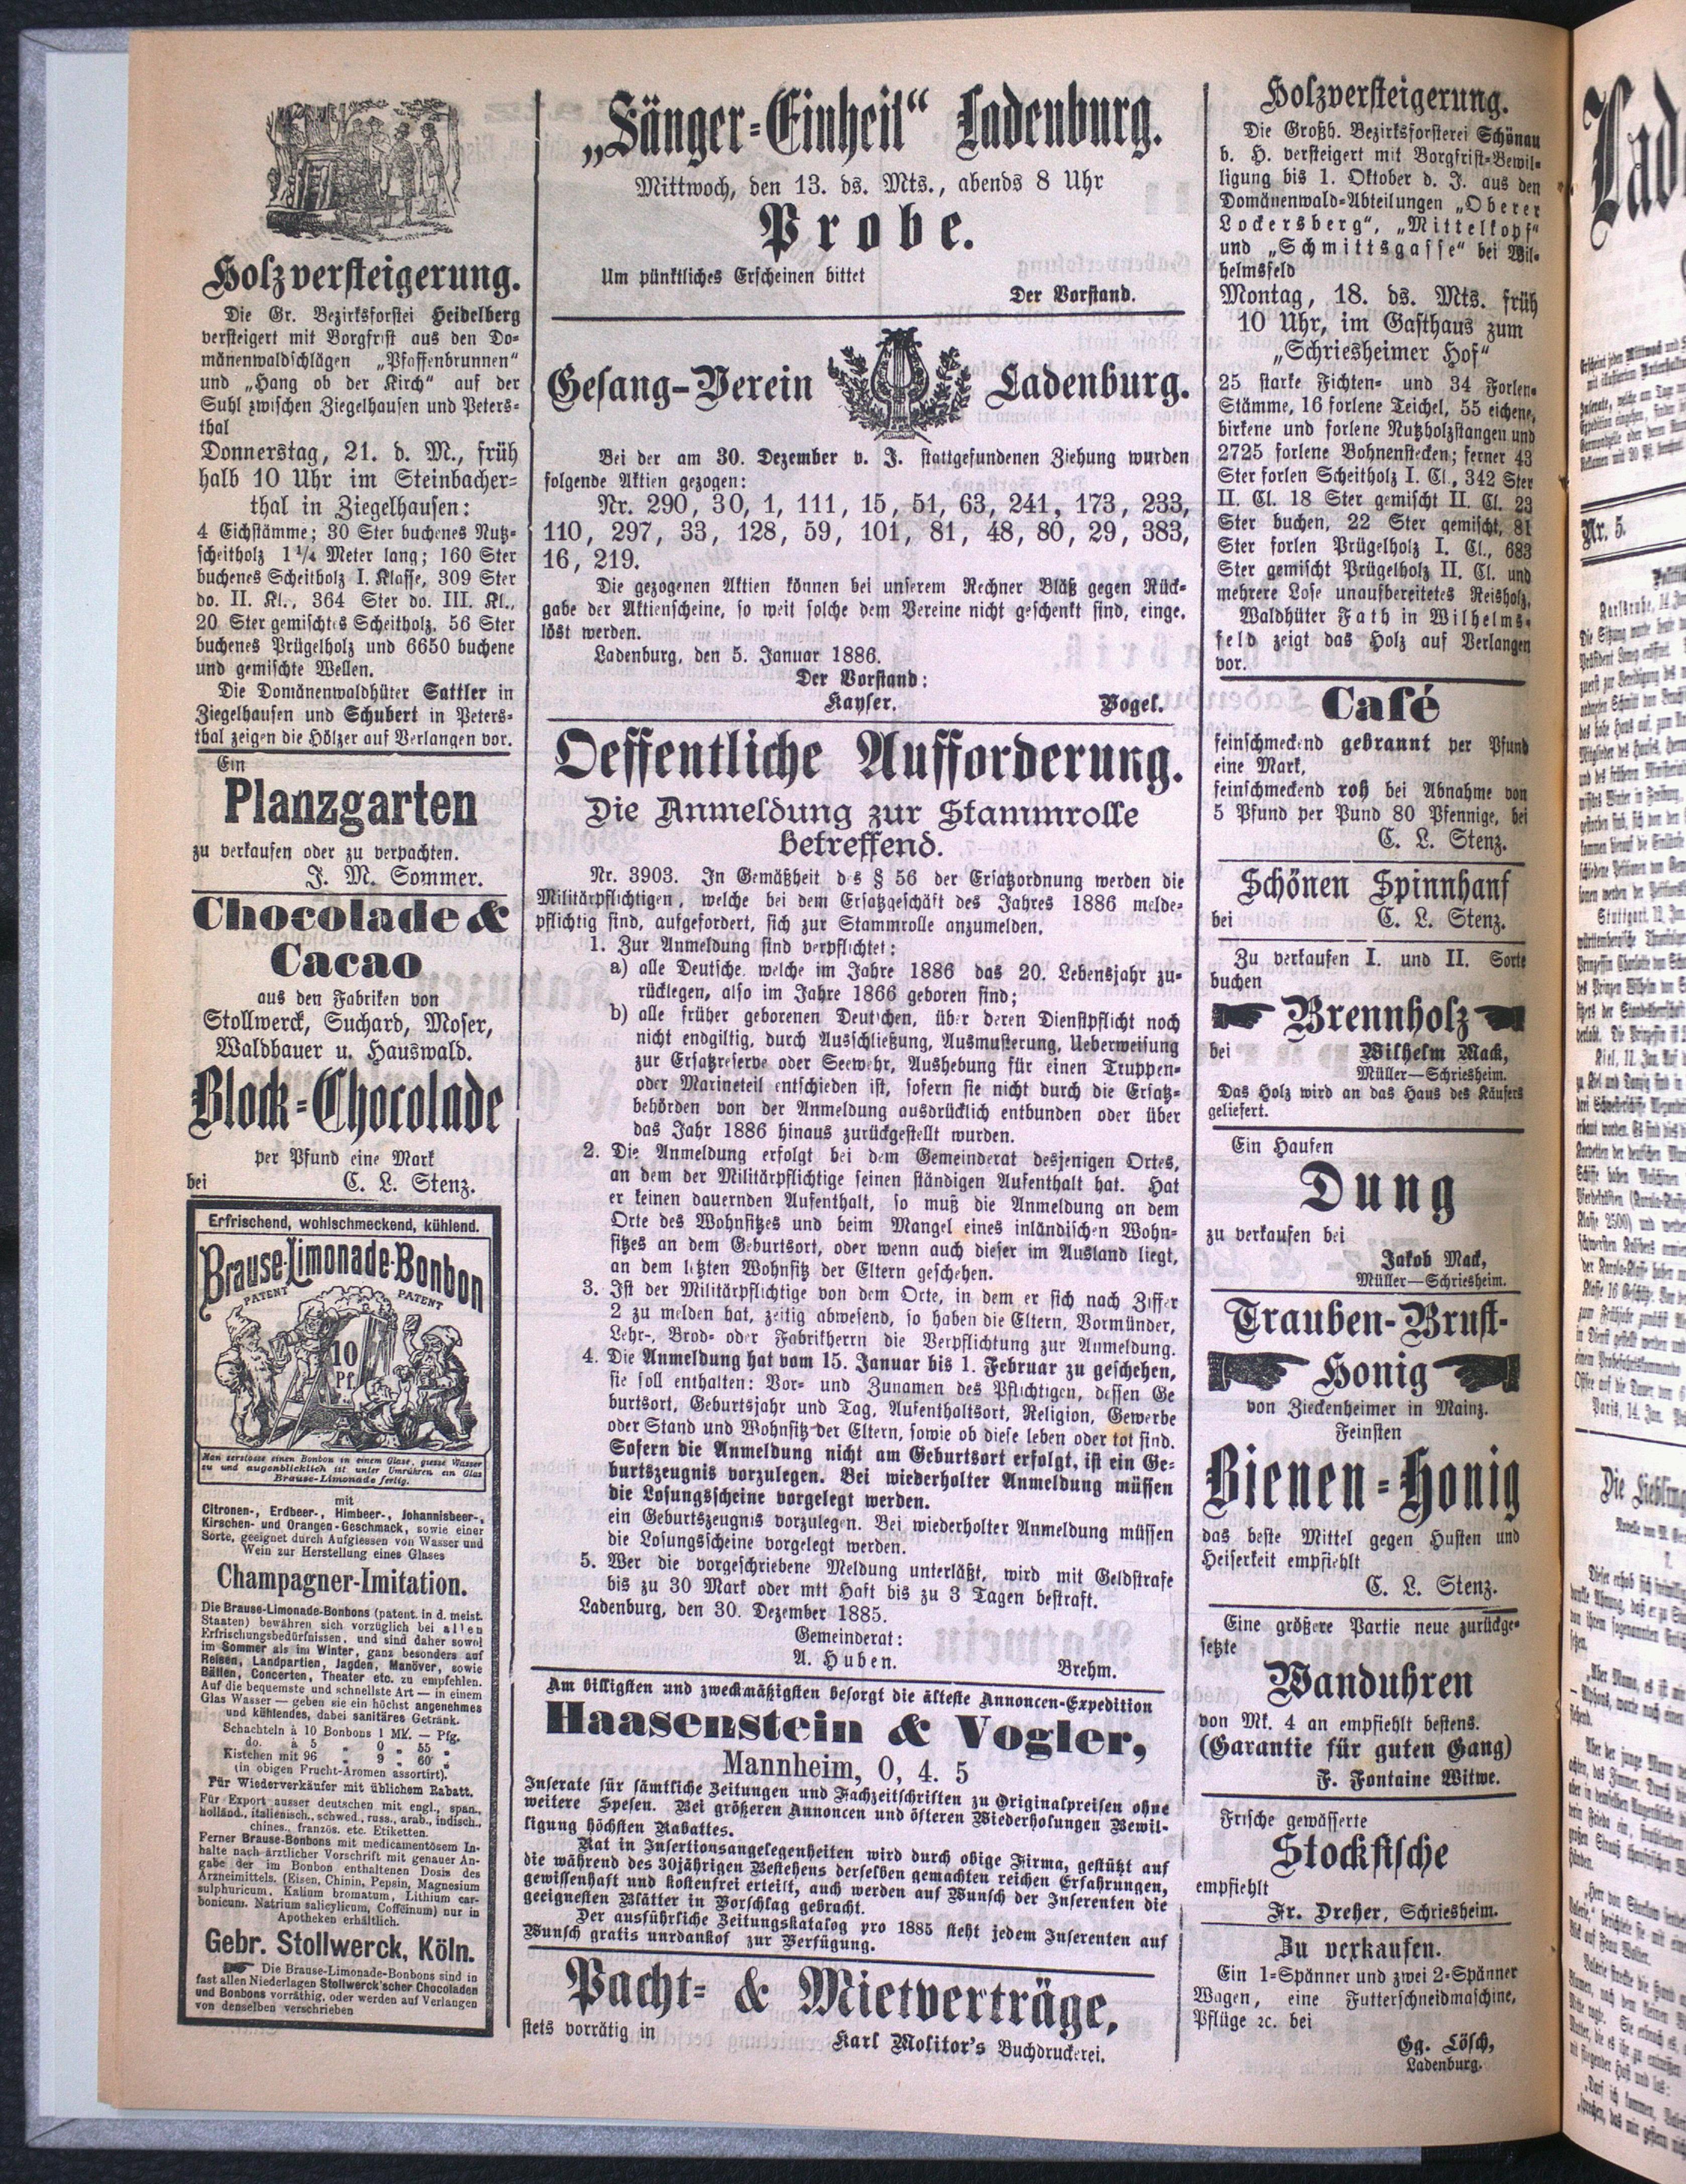 Holzversteigerung.
Die Gr. Bezirksforstei Heidelberg
versteigert mit Borgfrist aus den Do-
mänenwaldschlägen „Pfaffenbrunnen“
und „Hang ob der Kirch“ auf der
Suhl zwischen Ziegelhausen und Peters-
thal
Donnerstag, 21. d. M., früh
halb 10 Uhr im Steinbacher-
thal in Ziegelhausen:
4 Eichstämme; 30 Ster buchenes Nutz-
scheitholz 1¼ Meter lang; 160 Ster
buchenes Scheitholz I. Klasse, 309 Ster
do. II. Kl., 364 Ster do. III. Kl.,
20 Ster gemischtes Scheitholz, 56 Ster
buchenes Prügelholz und 6650 buchene
und gemischte Wellen.
Die Domänenwaldhüter Sattler in
Ziegelhausen und Schubert in Peters-
thal zeigen die Hölzer auf Verlangen vor.
Ein
Planzgarten
zu verkaufen oder zu verpachten.
J. M. Sommer.
Chocolade &
Cacao
aus den Fabriken von
Stollwerck, Suchard, Moser,
Waldbauer u. Hauswald.
Block-Chocolade
per Pfund eine Mark
bei C. L. Stenz.
Erfrischend, wohlschmeckend, kühlend.
Brause-Limonade-Bonbon
PATENT PATENT
10
Pf.
Man zerstosse einen Bonbon in einem Glase, giesse Wasser
zu und augenblicklich ist unter Umrühren ein Glas
Brause-Limonade fertig.
mit
Citronen-, Erdbeer-, Himbeer-, Johannisbeer-,
Kirschen- und Orangen-Geschmack, sowie einer
Sorte, geeignet durch Aufgiessen von Wasser und
Wein zur Herstellung eines Glases
Champagner-Imitation.
Die Brause-Limonade-Bonbons (patent. in d. meist.
Staaten) bewähren sich vorzüglich bei allen
Erfrischungsbedürfnissen, und sind daher sowol
im Sommer als im Winter, ganz besonders auf
Reisen, Landpartien, Jagden, Manöver, sowie
Bällen, Concerten, Theater etc. zu empfehlen.
Auf die bequemste und schnellste Art — in einem
Glas Wasser — geben sie ein höchst angenehmes
und kühlendes, dabei sanitäres Getränk.
Schachteln à 10 Bonbons 1 Mk. — Pfg.
do. à 5 „ 0 „ 55 „
Kistchen mit 96 „ 9 „ 60 „
(in obigen Frucht-Aromen assortirt).
Für Wiederverkäufer mit üblichem Rabatt.
Für Export ausser deutschen mit engl., span.,
holländ., italienisch., schwed., russ., arab., indisch.,
chines., französ. etc. Etiketten.
Ferner Brause-Bonbons mit medicamentösem In-
halte nach ärztlicher Vorschrift mit genauer An-
gabe der im Bonbon enthaltenen Dosis des
Arzneimittels. (Eisen, Chinin, Pepsin, Magnesium
sulphuricum, Kalium bromatum, Lithium car-
bonicum, Natrium salicylicum, Coffeïnum) nur in
Apotheken erhältlich.
Gebr. Stollwerck, Köln.
Die Brause-Limonade-Bonbons sind in
fast allen Niederlagen Stollwerck'scher Chocoladen
und Bonbons vorräthig, oder werden auf Verlangen
von denselben verschrieben
„Sänger-Einheit“ Ladenburg.
Mittwoch, den 13. ds. Mts., abends 8 Uhr
Probe.
Um pünktliches Erscheinen bittet
Der Vorstand.
Gesang-Verein Ladenburg.
Bei der am 30. Dezember v. J. stattgefundenen Ziehung wurden
folgende Aktien gezogen:
Nr. 290, 30, 1, 111, 15, 51, 63, 241, 173, 233,
110, 297, 33, 128, 59, 101, 81, 48, 80, 29, 383,
16, 219.
Die gezogenen Aktien können bei unserem Rechner Bläß gegen Rück-
gabe der Aktienscheine, so weit solche dem Vereine nicht geschenkt sind, einge-
löst werden.
Ladenburg, den 5. Januar 1886.
Der Vorstand:
Kayser. Vogel.
Oeffentliche Aufforderung.
Die Anmeldung zur Stammrolle
betreffend.
Nr. 3903. In Gemäßheit d s § 56 der Ersatzordnung werden die
Militärpflichtigen, welche bei dem Ersatzgeschäft des Jahres 1886 melde-
pflichtig sind, aufgefordert, sich zur Stammrolle anzumelden.
1. Zur Anmeldung sind verpflichtet:
a) alle Deutsche, welche im Jahre 1886 das 20. Lebensjahr zu-
rücklegen, also im Jahre 1866 geboren sind;
b) alle früher geborenen Deutschen, über deren Dienstpflicht noch
nicht endgiltig, durch Ausschließung, Ausmusterung, Ueberweisung
zur Ersatzreserve oder Seewehr, Aushebung für einen Truppen-
oder Marineteil entschieden ist, sofern sie nicht durch die Ersatz-
behörden von der Anmeldung ausdrücklich entbunden oder über
das Jahr 1886 hinaus zurückgestellt wurden.
2. Die Anmeldung erfolgt bei dem Gemeinderat desjenigen Ortes,
an dem der Militärpflichtige seinen ständigen Aufenthalt hat. Hat
er keinen dauernden Aufenthalt, so muß die Anmeldung an dem
Orte des Wohnsitzes und beim Mangel eines inländischen Wohn-
sitzes an dem Geburtsort, oder wenn auch dieser im Ausland liegt,
an dem letzten Wohnsitz der Eltern geschehen.
3. Ist der Militärpflichtige von dem Orte, in dem er sich nach Ziffer
2 zu melden hat, zeitig abwesend, so haben die Eltern, Vormünder,
Lehr-, Brod- oder Fabrikherrn die Verpflichtung zur Anmeldung.
4. Die Anmeldung hat vom 15. Januar bis 1. Februar zu geschehen,
sie soll enthalten: Vor- und Zunamen des Pflichtigen, dessen Ge
burtsort, Geburtsjahr und Tag, Aufenthaltsort, Religion, Gewerbe
oder Stand und Wohnsitz der Eltern, sowie ob diese leben oder tot sind.
Sofern die Anmeldung nicht am Geburtsort erfolgt, ist ein Ge-
burtszeugnis vorzulegen. Bei wiederholter Anmeldung müssen
die Losungsscheine vorgelegt werden.
ein Geburtszeugnis vorzulegen. Bei wiederholter Anmeldung müssen
die Losungsscheine vorgelegt werden.
5. Wer die vorgeschriebene Meldung unterläßt, wird mit Geldstrafe
bis zu 30 Mark oder mtt Haft bis zu 3 Tagen bestraft.
Ladenburg, den 30. Dezember 1885.
Gemeinderat:
A. Huben. Brehm.
Am billigsten und zweckmäßigsten besorgt die älteste Annoncen-Expedition
Haasenstein & Vogler,
Mannheim, O, 4. 5
Inserate für sämtliche Zeitungen und Fachzeitschriften zu Originalpreisen ohne
weitere Spesen. Bei größeren Annoncen und öfteren Wiederholungen Bewil-
ligung höchsten Rabattes.
Rat in Insertionsangelegenheiten wird durch obige Firma, gestützt auf
die während des 30jährigen Bestehens derselben gemachten reichen Erfahrungen,
gewissenhaft und kostenfrei erteilt, auch werden auf Wunsch der Inserenten die
geeignesten Blätter in Vorschlag gebracht.
Der ausführliche Zeitungskatalog pro 1885 steht jedem Inserenten auf
Wunsch gratis unrdankof zur Verfügung.
Pacht- & Mietverträge,
stets vorrätig in Karl Molitor's Buchdruckerei.
Holzversteigerung.
Die Großh. Bezirksforsterei Schönau
b. H. versteigert mit Borgfrist-Bewil-
ligung bis 1. Oktober d. J. aus den
Domänenwald-Abteilungen „Oberer
Lockersberg“, „Mittelkopf“
und „Schmittsgasse“ bei Wil-
helmsfeld
Montag, 18. ds. Mts. früh
10 Uhr, im Gasthaus zum
„Schriesheimer Hof“
25 starke Fichten- und 34 Forlen-
Stämme, 16 forlene Teichel, 55 eichene,
birkene und forlene Nutzholzstangen und
2725 forlene Bohnenstecken; ferner 43
Ster forlen Scheitholz I. Cl., 342 Ster
II. Cl. 18 Ster gemischt II. Cl. 23
Ster buchen, 22 Ster gemischt, 81
Ster forlen Prügelholz I. Cl., 683
Ster gemischt Prügelholz II. Cl. und
mehrere Lose unaufbereitetes Reisholz.
Waldhüter Fath in Wilhelms-
feld zeigt das Holz auf Verlangen
vor.
Café
feinschmeckend gebrannt per Pfund
eine Mark,
feinschmeckend roh bei Abnahme von
5 Pfund per Pund 80 Pfennige, bei
C. L. Stenz.
Schönen Spinnhanf
bei C. L. Stenz.
Zu verkaufen I. und II. Sorte
buchen
Brennholz
bei Wilhelm Mack,
Müller—Schriesheim.
Das Holz wird an das Haus des Käufers
geliefert.
Ein Haufen
Dung
zu verkaufen bei
Jakob Mack,
Müller—Schriesheim.
Trauben-Brust-
Honig
von Zieckenheimer in Mainz.
Feinsten
Bienen-Honig
das beste Mittel gegen Husten und
Heiserkeit empfiehlt
C. L. Stenz.
Eine größere Partie neue zurückge-
setzte
Wanduhren
von Mk. 4 an empfiehlt bestens.
(Garantie für guten Gang)
F. Fontaine Witwe.
Frische gewässerte
Stockfische
empfiehlt
Fr. Dreher, Schriesheim.
Zu verkaufen.
Ein 1-Spänner und zwei 2-Spänner
Wagen, eine Futterschneidmaschine,
Pflüge ꝛc. bei
Gg. Lösch,
Ladenburg.
Nr. 5.